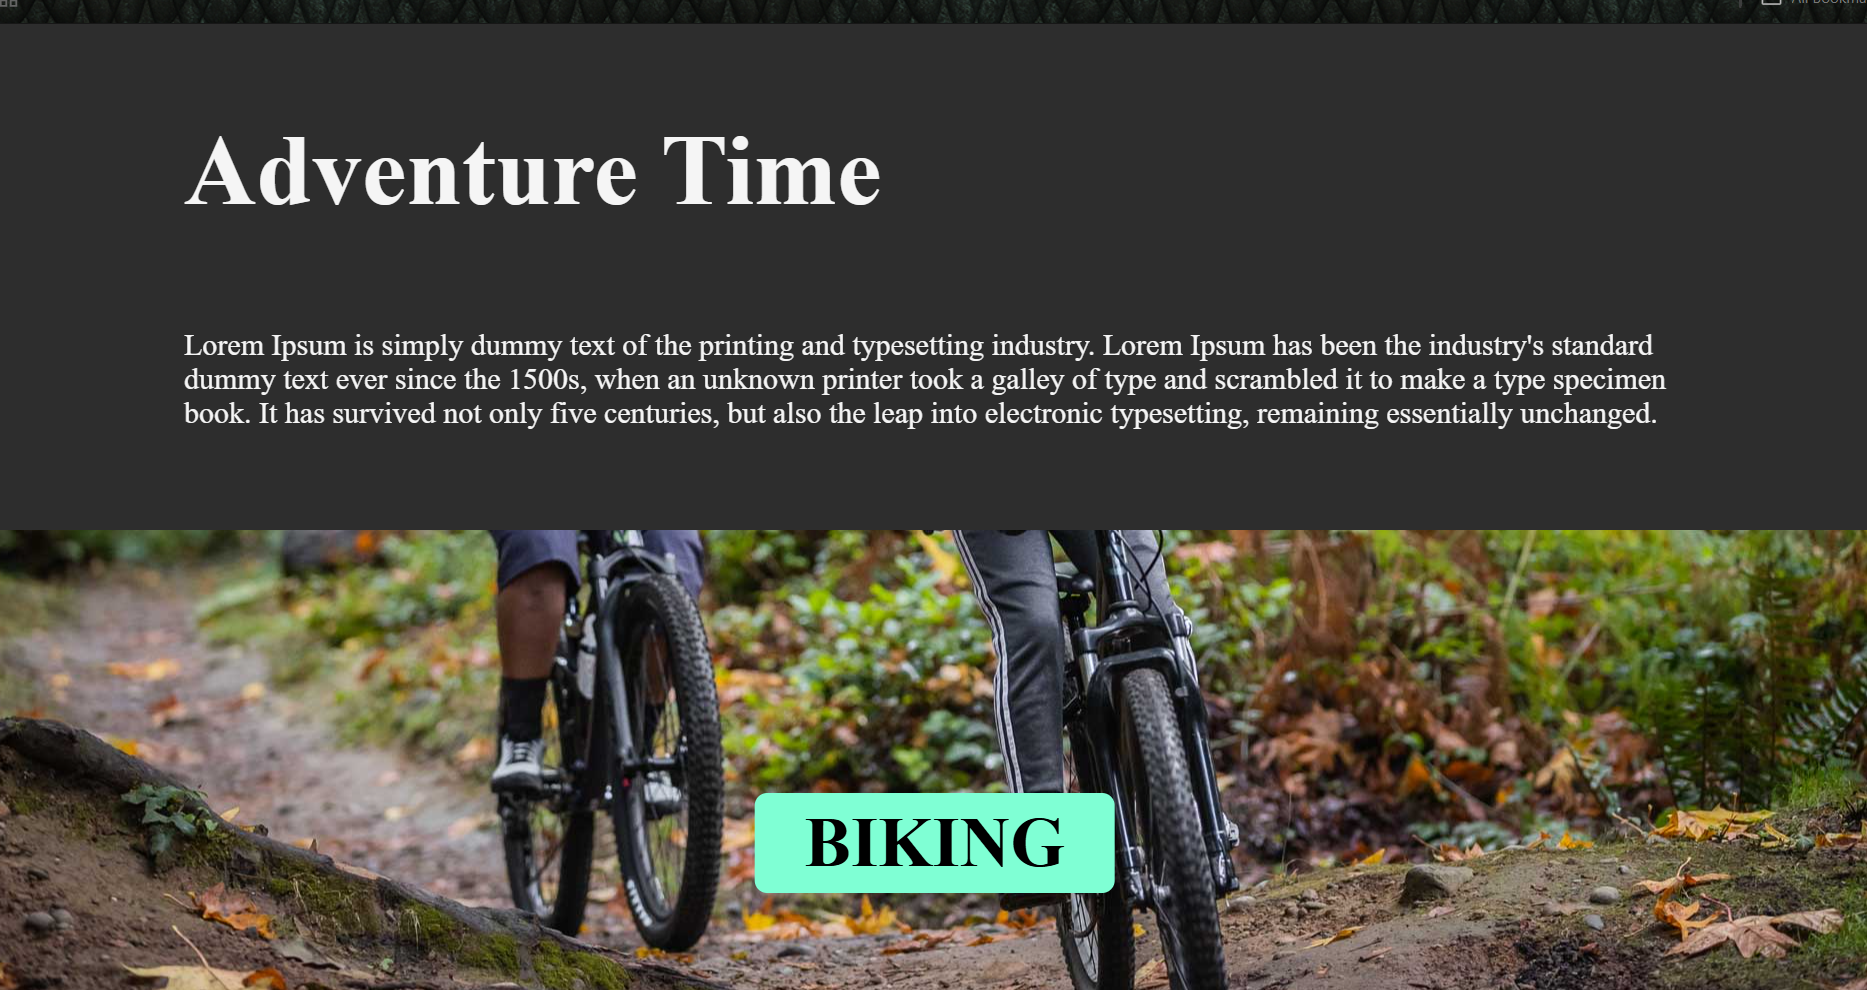 Adventure Time
Lorem Ipsum is simply dummy text of the printing and typesetting industry. Lorem Ipsum has been the industry's standard
dummy text ever since the 1500s, when an unknown printer took a galley of type and scrambled it to make a type specimen
book. It has survived not only five centuries, but also the leap into electronic typesetting, remaining essentially unchanged.
BIKING